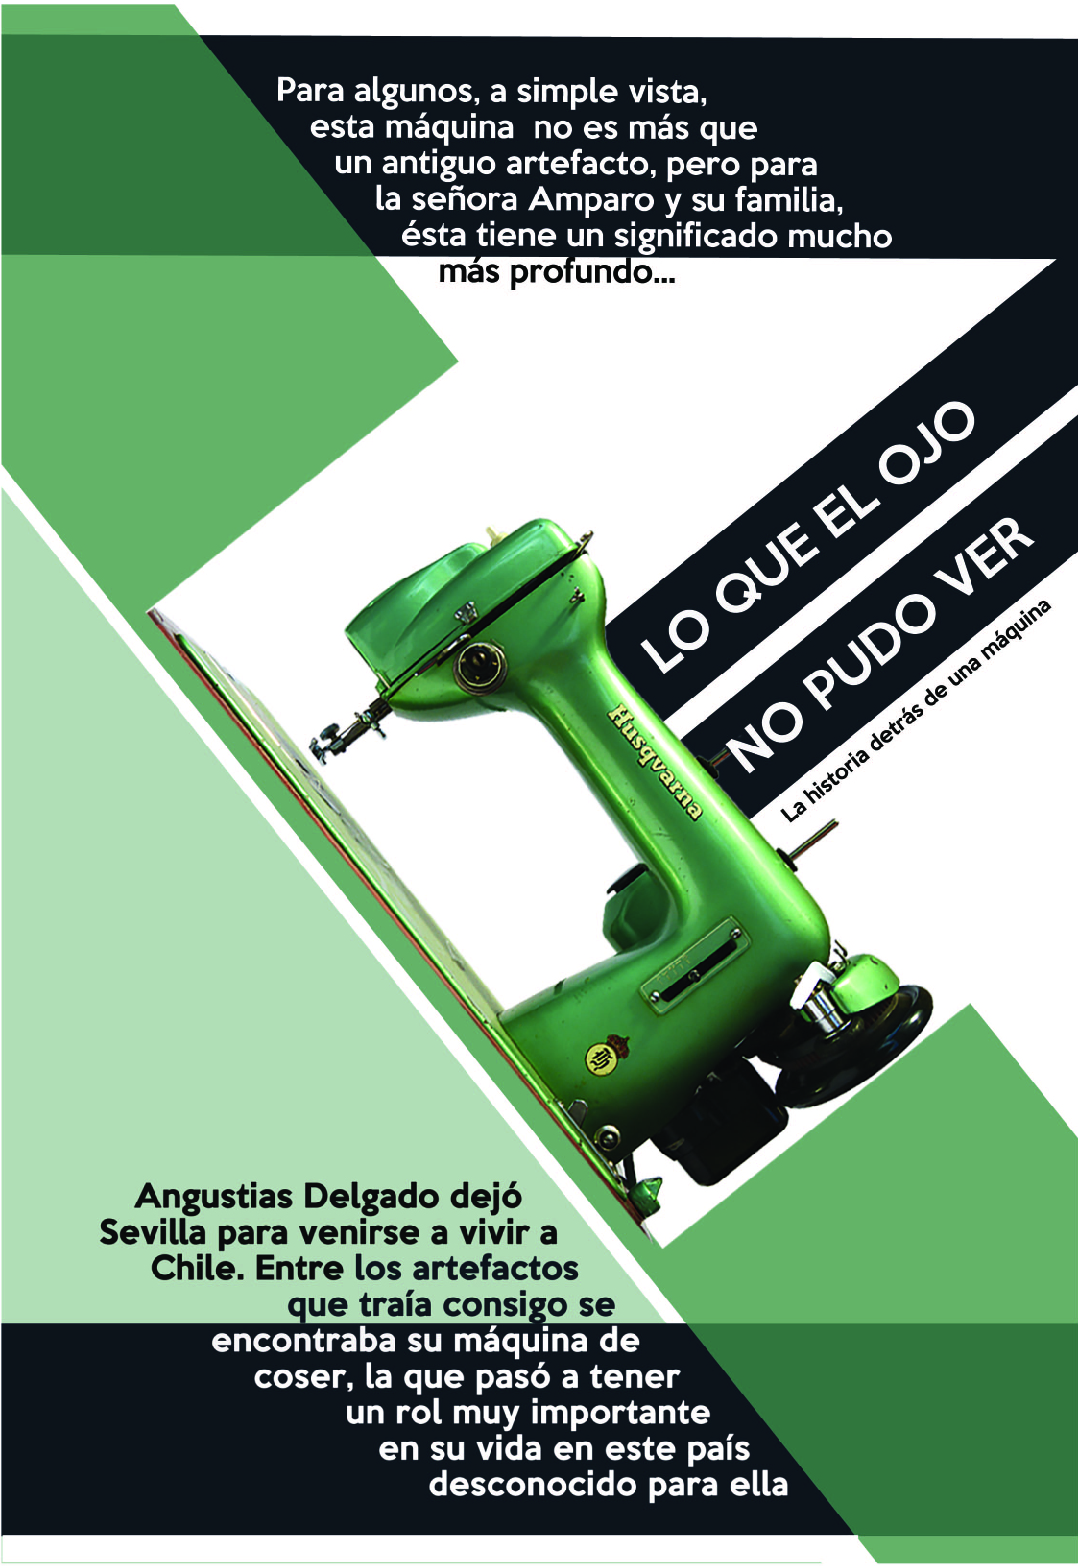 Para algunos, a simple vista,
esta máquina no es más que
un antiguo artefacto, pero para
la señora Amparo y su familia,
ésta tiene un significado mucho
más profundo...
LO QUE EL OJO
NO PUDO VER
La historia detrás de una máquina
Husqvarna
Angustias Delgado dejó
Sevilla para venirse a vivir a
Chile. Entre los artefactos
que traía consigo se
encontraba su máquina de
coser, la que pasó a tener
un rol muy importante
en su vida en este país
desconocido para ella